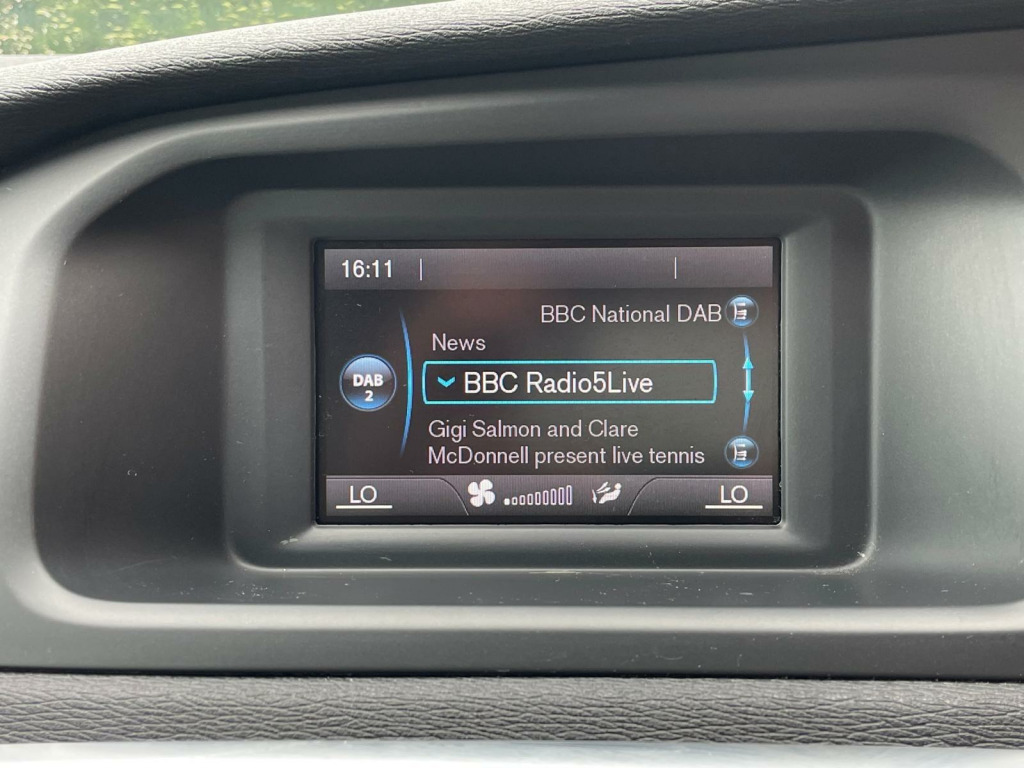 16:11
BBC National DAB
News
DAB
2
BBC Radio5Live
Gigi Salmon and Clare
McDonnell present live tennis
LO
LO